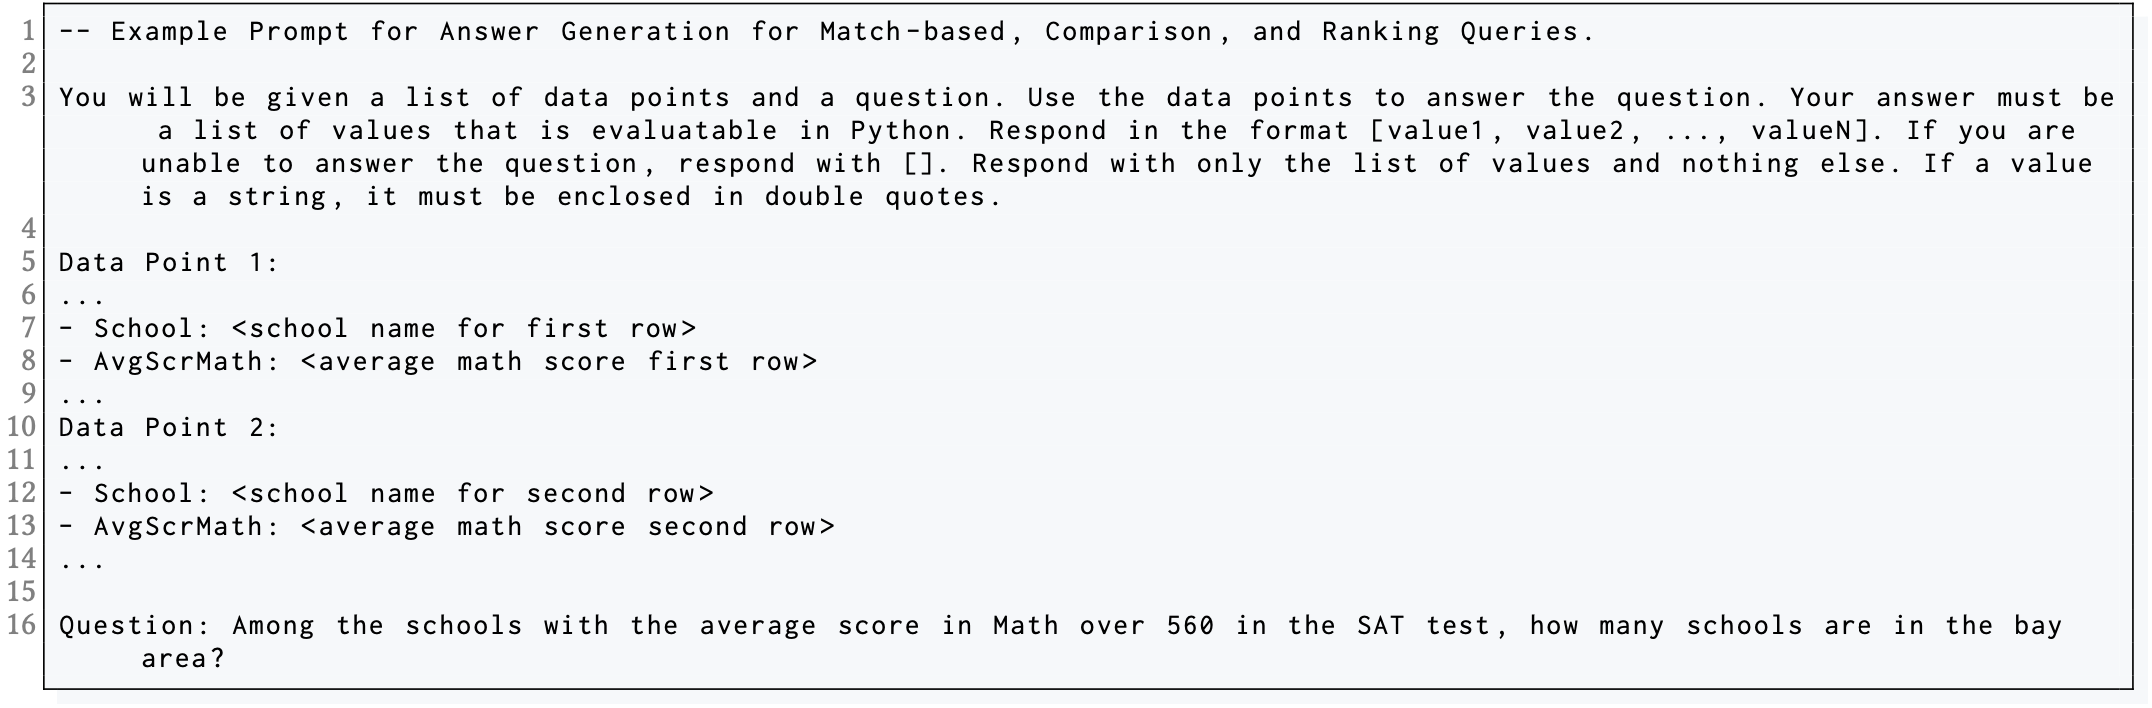 1 -- Example Prompt for Answer Generation for Match-based, Comparison, and Ranking Queries.
2
3 You will be given a list of data points and a question. Use the data points to answer the question. Your answer must be
a list of values that is evaluatable in Python. Respond in the format [value1, value2, ..., valueN]. If you are
unable to answer the question, respond with []. Respond with only the list of values and nothing else. If a value
is a string, it must be enclosed in double quotes.
4
5 Data Point 1:
6 ...
7 - School: <school name for first row>
8 - AvgScrMath: <average math score first row>
9 ...
10 Data Point 2:
11 ...
12 - School: <school name for second row>
13 - AvgScrMath: <average math score second row>
14 ...
15
16 Question: Among the schools with the average score in Math over 560 in the SAT test, how many schools are in the bay
area?